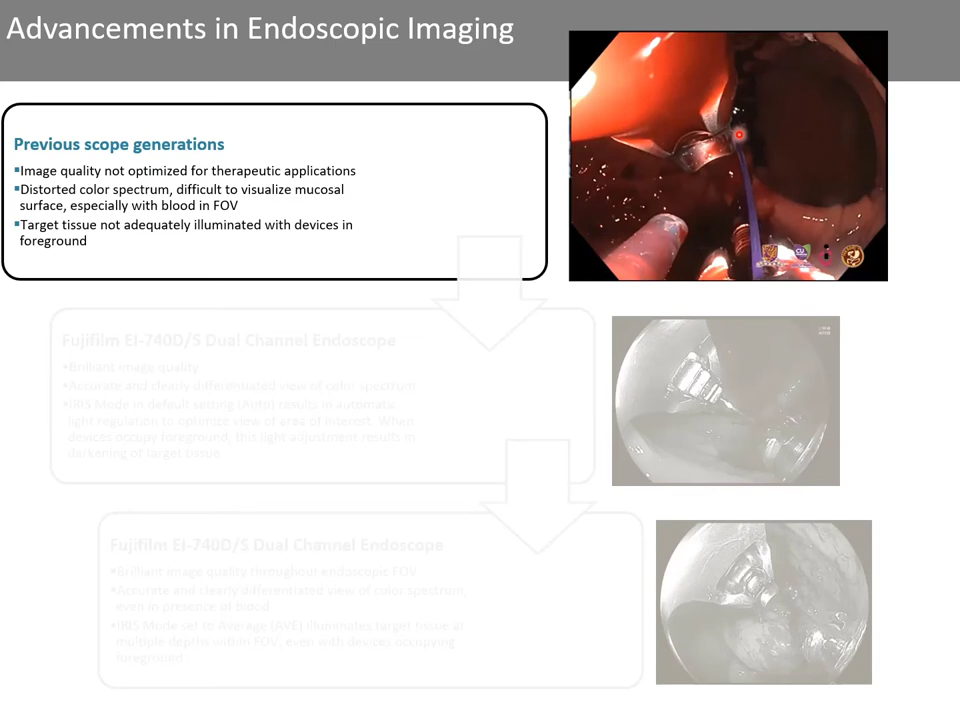 Advancements in Endoscopic Imaging
Previous scope generations
▪Image quality not optimized for therapeutic applications
▪Distorted color spectrum, difficult to visualize mucosal
surface, especially with blood in FOV
▪Target tissue not adequately illuminated with devices in
foreground
Fujifilm EI-740D/S Dual Channel Endoscope
▪Brilliant image quality
▪Accurate and clearly differentiated view of color spectrum
▪IRIS Mode in default setting (Auto) results in automatic
light regulation to optimize view of area of interest. When
devices occupy foreground, this light adjustment results in
darkening of target tissue
Fujifilm EI-740D/S Dual Channel Endoscope
▪Brilliant image quality throughout endoscopic FOV
▪Accurate and clearly differentiated view of color spectrum,
even in presence of blood
▪IRIS Mode set to Average (AVE) illuminates target tissue at
multiple depths within FOV, even with devices occupying
foreground